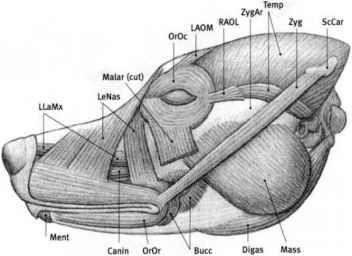 Temp
ZygAr
LAOM
RAOL
Zyg
ScCar
OrOc
Malar (cut)
LeNas
LLaMx
Ment
Canin
OrOr
Bucc
Digas
Mass